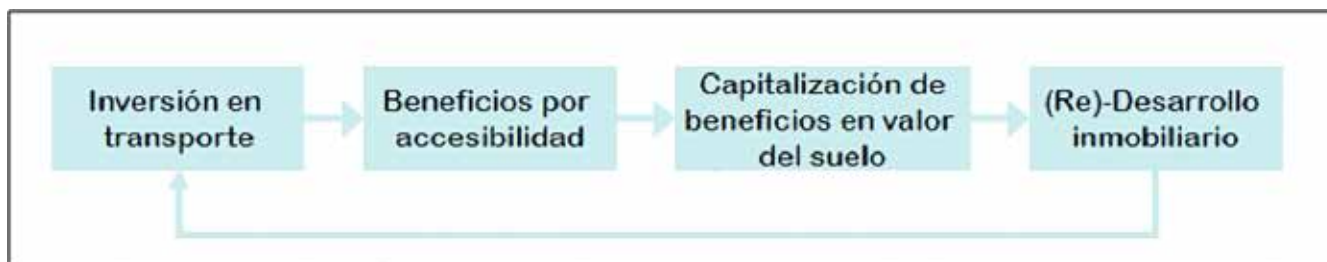 Inversión en
transporte
Beneficios por
accesibilidad
Capitalización de
beneficios en valor
del suelo
(Re)-Desarrollo
inmobiliario